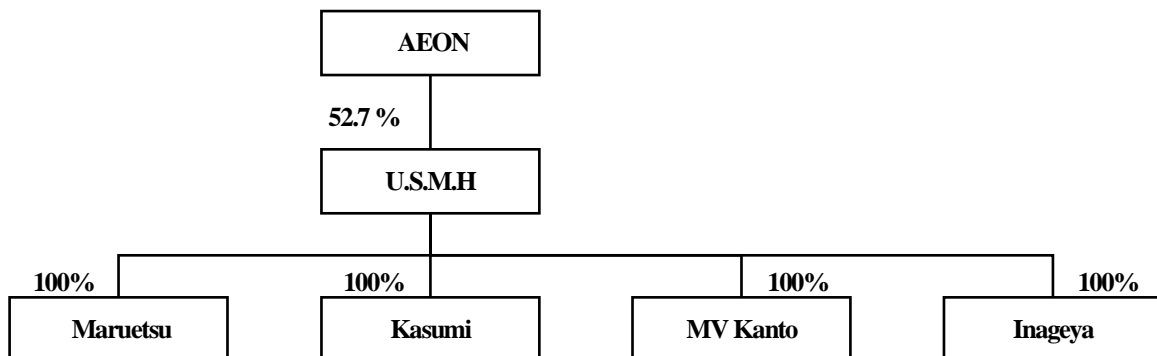 AEON
52.7 %
U.S.M.H
100% 100% 100% 100%
Maruetsu Kasumi MV Kanto Inageya